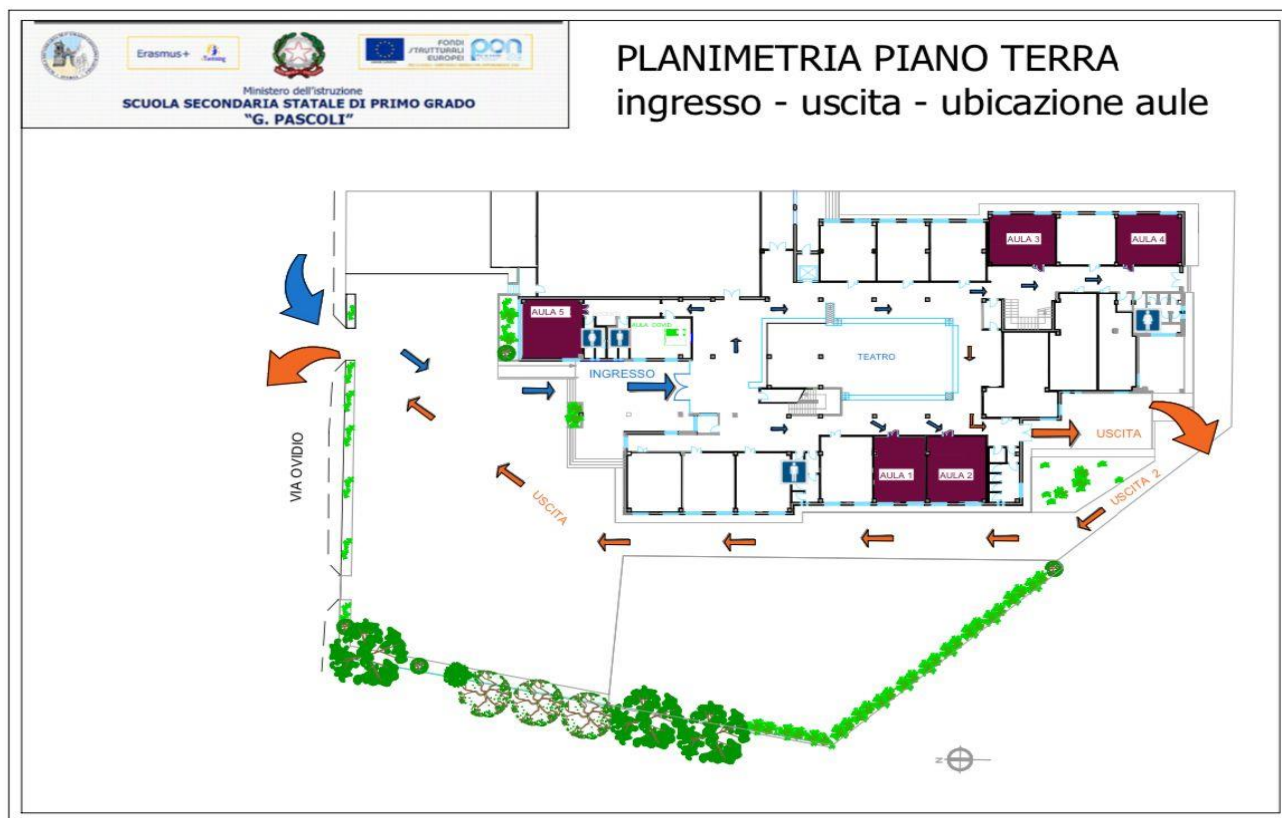 Erasmus+
FONDI
STRUTTURALI
EUROPEI
pon
Ministero dell'istruzione
SCUOLA SECONDARIA STATALE DI PRIMO GRADO
"G. PASCOLI"
PLANIMETRIA PIANO TERRA
ingresso - uscita - ubicazione aule
AULA 3
AULA 4
AULA 5
AULA COVID
TEATRO
INGRESSO
USCITA
AULA 1
AULA 2
USCITA 2
USCITA
VIA OVIDIO
N